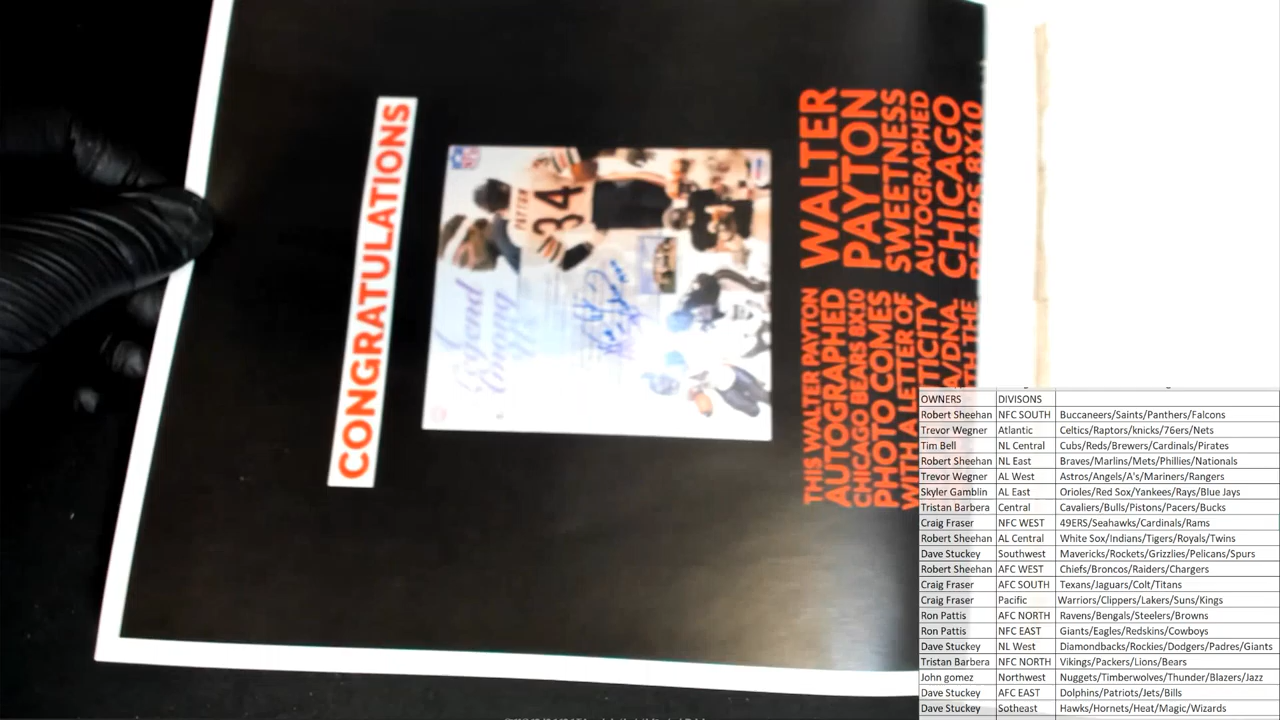 CONGRATULATIONS
PAYTON
34
WALTER
PAYTON
SWEETNESS
AUTOGRAPHED
CHICAGO
BEARS 8X10
THIS WALTER PAYTON
AUTOGRAPHED
CHICAGO BEARS 8X10
PHOTO COMES
WITH A LETTER OF
OWNERS DIVISONS
Robert Sheehan NFC SOUTH Buccaneers/Saints/Panthers/Falcons
Trevor Wegner Atlantic Celtics/Raptors/knicks/76ers/Nets
Tim Bell NL Central Cubs/Reds/Brewers/Cardinals/Pirates
Robert Sheehan NL East Braves/Marlins/Mets/Phillies/Nationals
Trevor Wegner AL West Astros/Angels/A's/Mariners/Rangers
Skyler Gamblin AL East Orioles/Red Sox/Yankees/Rays/Blue Jays
Tristan Barbera Central Cavaliers/Bulls/Pistons/Pacers/Bucks
Craig Fraser NFC WEST 49ERS/Seahawks/Cardinals/Rams
Robert Sheehan AL Central White Sox/Indians/Tigers/Royals/Twins
Dave Stuckey Southwest Mavericks/Rockets/Grizzlies/Pelicans/Spurs
Robert Sheehan AFC WEST Chiefs/Broncos/Raiders/Chargers
Craig Fraser AFC SOUTH Texans/Jaguars/Colt/Titans
Craig Fraser Pacific Warriors/Clippers/Lakers/Suns/Kings
Ron Pattis AFC NORTH Ravens/Bengals/Steelers/Browns
Ron Pattis NFC EAST Giants/Eagles/Redskins/Cowboys
Dave Stuckey NL West Diamondbacks/Rockies/Dodgers/Padres/Giants
Tristan Barbera NFC NORTH Vikings/Packers/Lions/Bears
John gomez Northwest Nuggets/Timberwolves/Thunder/Blazers/Jazz
Dave Stuckey AFC EAST Dolphins/Patriots/Jets/Bills
Dave Stuckey Sotheast Hawks/Hornets/Heat/Magic/Wizards